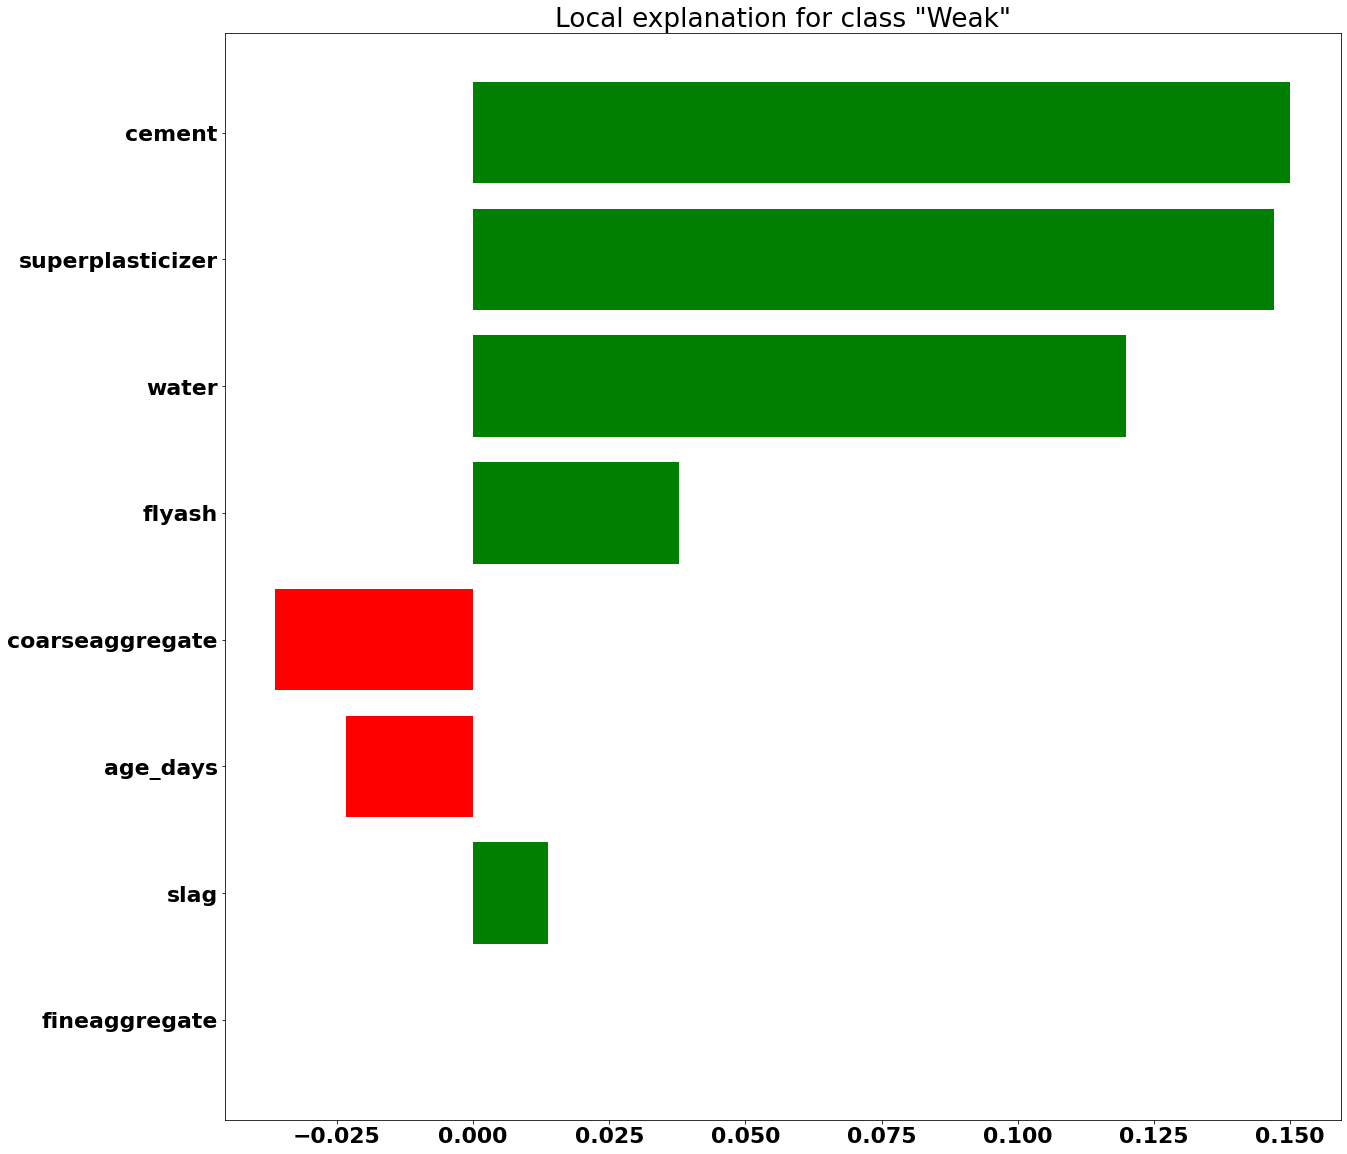 Local explanation for class "Weak"
cement
superplasticizer
water
flyash
coarseaggregate
age_days
slag
fineaggregate
−0.025 0.000 0.025 0.050 0.075 0.100 0.125 0.150